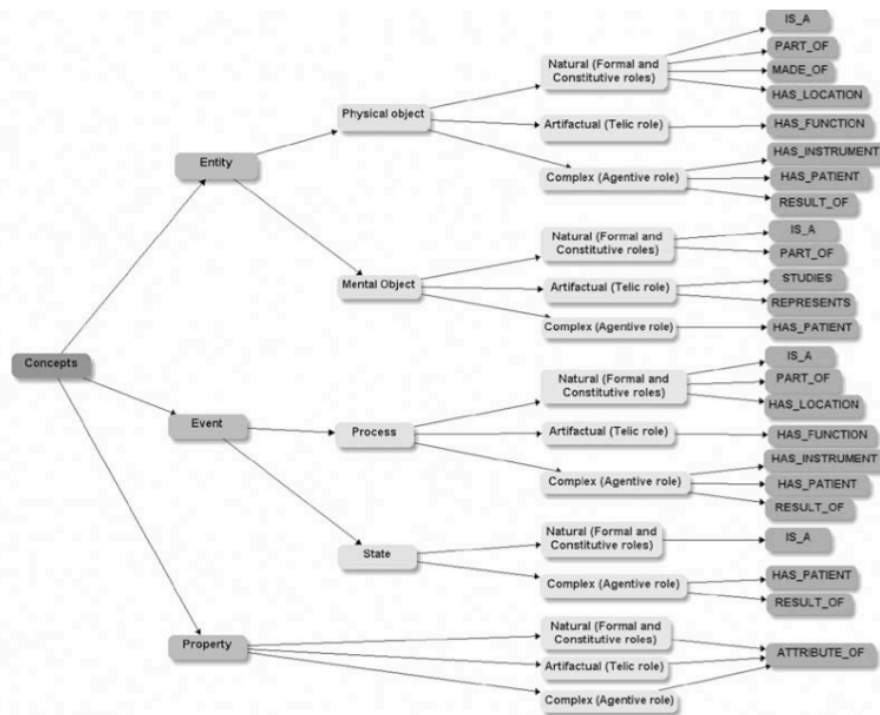 IS_A
PART_OF
Natural (Formal and
Constitutive roles)
MADE_OF
HAS_LOCATION
Physical object
Artifactual (Telic role)
HAS_FUNCTION
HAS_INSTRUMENT
Entity
Complex (Agentive role)
HAS_PATIENT
RESULT_OF
IS_A
Natural (Formal and
Constitutive roles)
PART_OF
Mental Object
Artifactual (Telic role)
STUDIES
REPRESENTS
Complex (Agentive role)
HAS_PATIENT
Concepts
IS_A
Natural (Formal and
Constitutive roles)
PART_OF
HAS_LOCATION
Event
Process
Artifactual (Telic role)
HAS_FUNCTION
HAS_INSTRUMENT
Complex (Agentive role)
HAS_PATIENT
RESULT_OF
State
Natural (Formal and
Constitutive roles)
IS_A
Complex (Agentive role)
HAS_PATIENT
RESULT_OF
Property
Natural (Formal and
Constitutive roles)
Artifactual (Telic role)
ATTRIBUTE_OF
Complex (Agentive role)